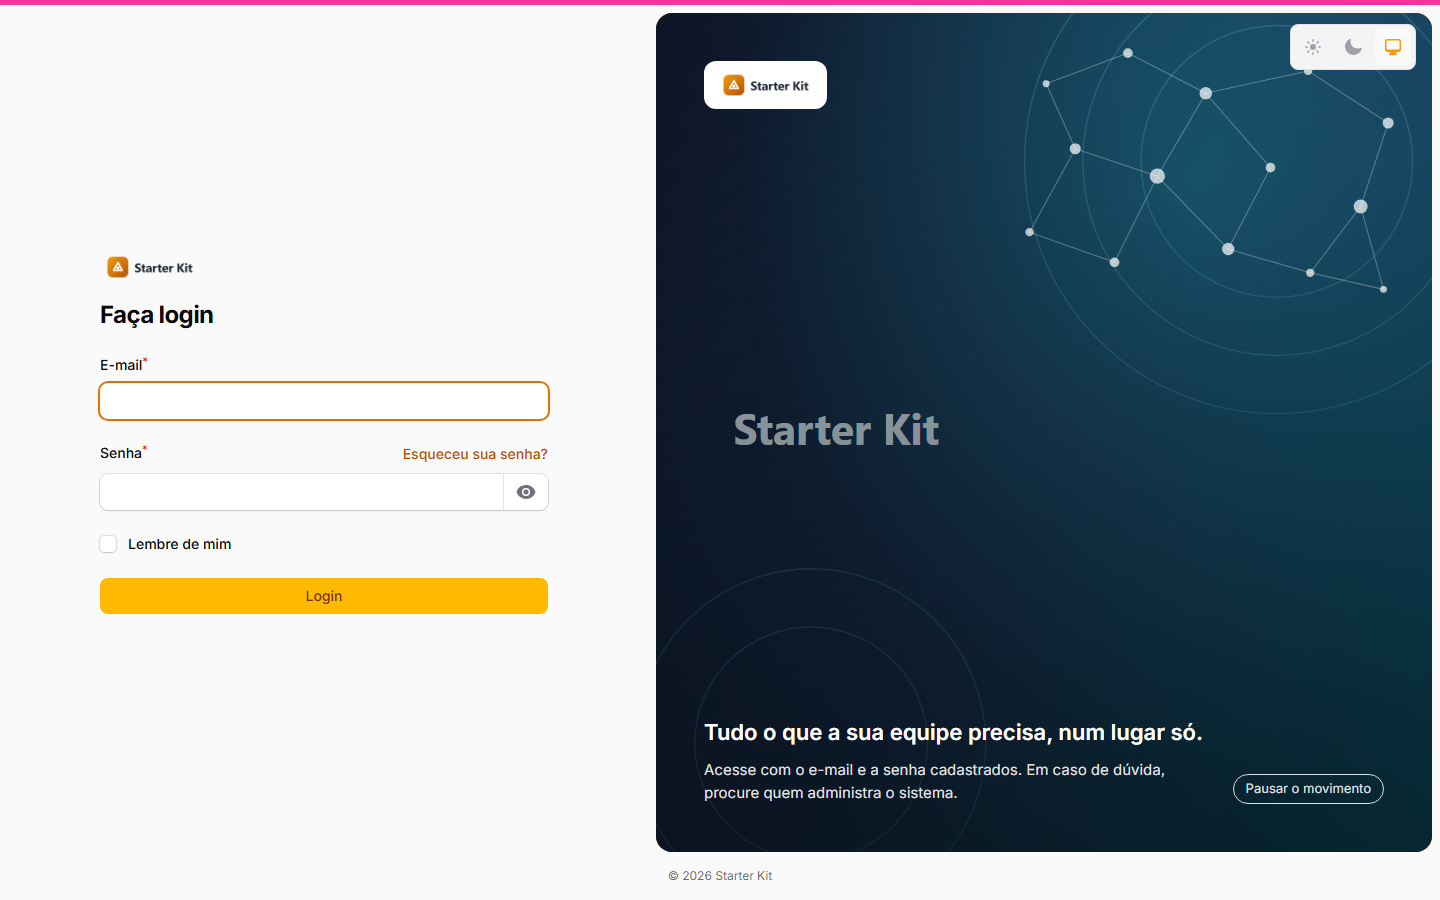 Starter Kit
Faça login
E-mail*
Senha*
Esqueceu sua senha?
Lembre de mim
Login
Starter Kit
Starter Kit
Tudo o que a sua equipe precisa, num lugar só.
Acesse com o e-mail e a senha cadastrados. Em caso de dúvida,
procure quem administra o sistema.
Pausar o movimento
© 2026 Starter Kit